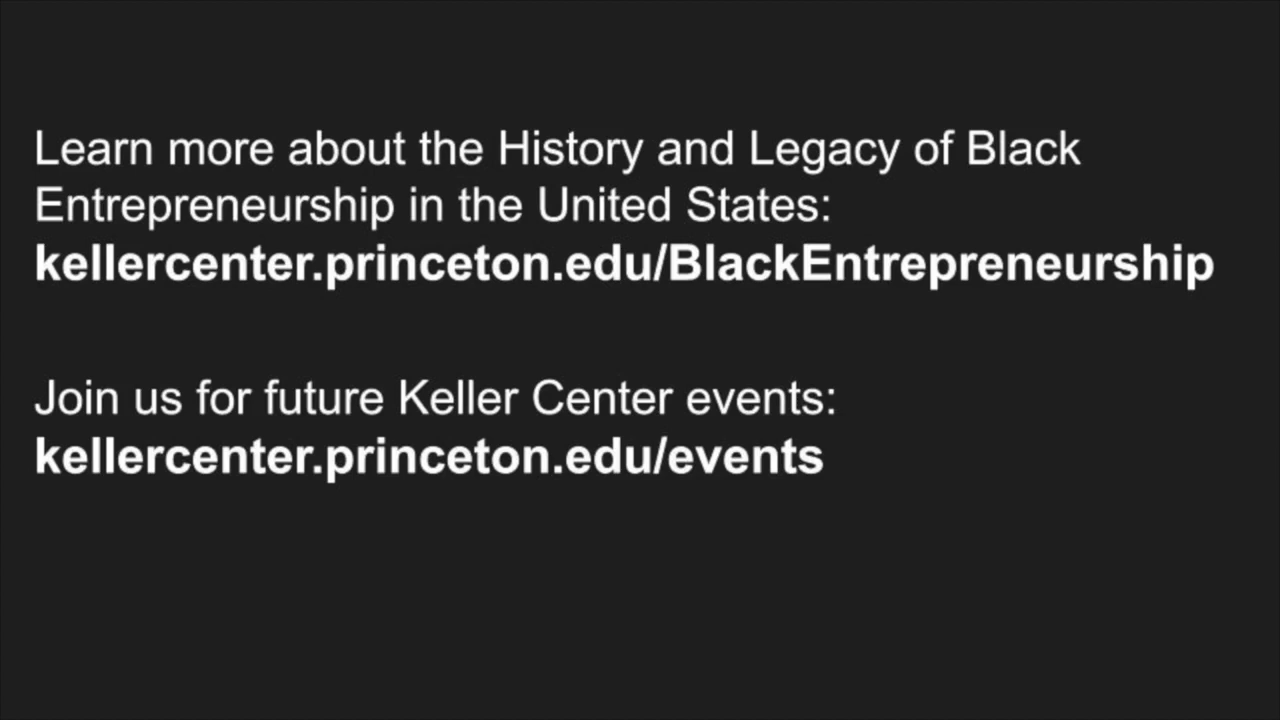 Learn more about the History and Legacy of Black
Entrepreneurship in the United States:
kellercenter.princeton.edu/BlackEntrepreneurship
Join us for future Keller Center events:
kellercenter.princeton.edu/events